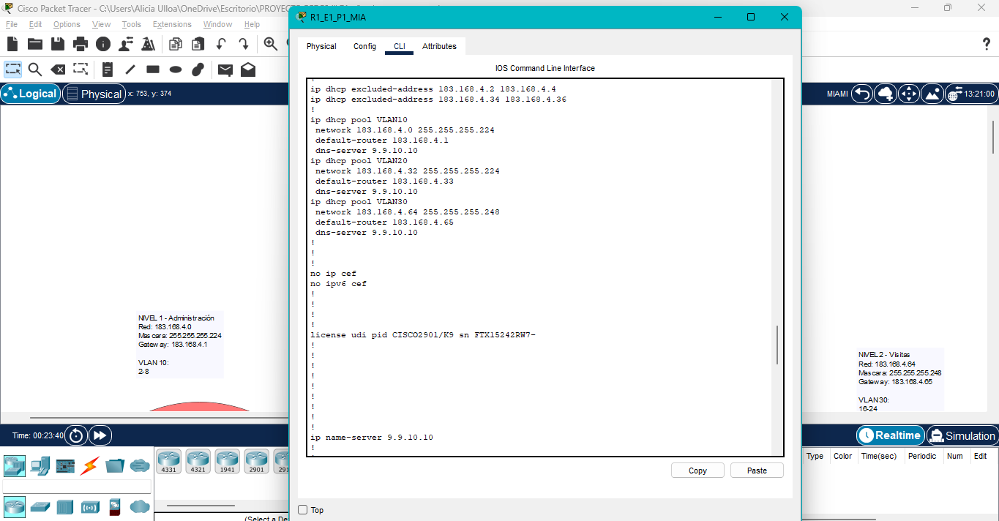 Cisco Packet Tracer - C:\Users\Alicia Ulloa\OneDrive\Escritorio\PROYEC
File Edit Options View Tools Extensions Window Help
Logical
Physical
x: 753, y: 374
MIAMI
13:21:00
R1_E1_P1_MIA
Physical Config CLI Attributes
IOS Command Line Interface
!
ip dhcp excluded-address 183.168.4.2 183.168.4.4
ip dhcp excluded-address 183.168.4.34 183.168.4.36
!
ip dhcp pool VLAN10
network 183.168.4.0 255.255.255.224
default-router 183.168.4.1
dns-server 9.9.10.10
ip dhcp pool VLAN20
network 183.168.4.32 255.255.255.224
default-router 183.168.4.33
dns-server 9.9.10.10
ip dhcp pool VLAN30
network 183.168.4.64 255.255.255.248
default-router 183.168.4.65
dns-server 9.9.10.10
!
!
!
no ip cef
no ipv6 cef
!
!
!
!
license udi pid CISCO2901/K9 sn FTX15242RW7-
!
!
!
!
!
!
!
!
!
ip name-server 9.9.10.10
!
Copy
Paste
Top
NIVEL 1 - Administración
Red: 183.168.4.0
Mascara: 255.255.255.224
Gateway: 183.168.4.1
VLAN 10:
2-8
NIVEL 2 - Visitas
Red: 183.168.4.64
Mascara: 255.255.255.248
Gateway: 183.168.4.65
VLAN 30:
16-24
Time: 00:23:40
Realtime
Simulation
4331 4321 1941 2901 291
(Select a De
Type Color Time(sec) Periodic Num Edit